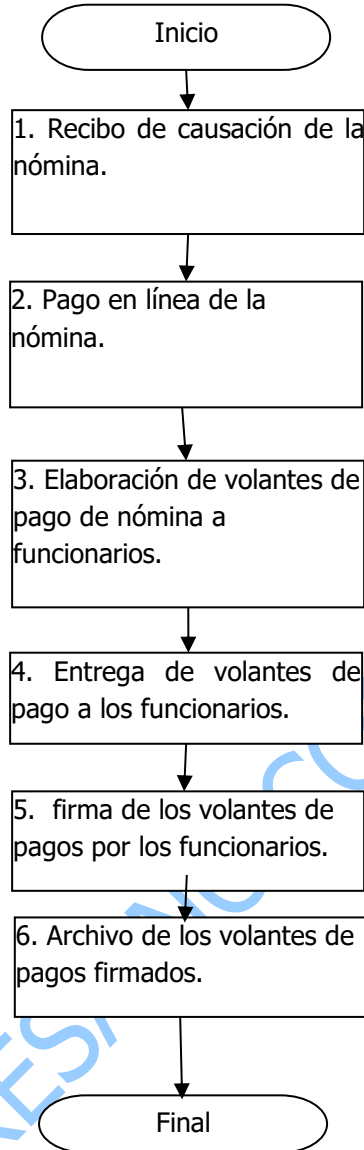 Inicio
1. Recibo de causación de la
nómina.
2. Pago en línea de la
nómina.
3. Elaboración de volantes de
pago de nómina a
funcionarios.
4. Entrega de volantes de
pago a los funcionarios.
5. firma de los volantes de
pagos por los funcionarios.
6. Archivo de los volantes de
pagos firmados.
Final